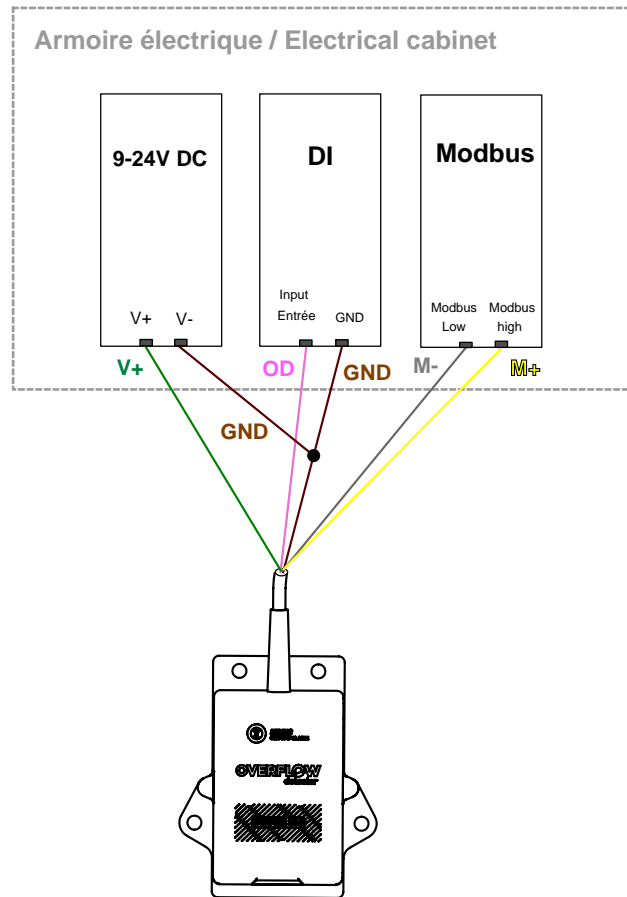 Armoire électrique / Electrical cabinet
9-24V DC
DI
Modbus
V+
V-
Input
Entrée
GND
Modbus
Low
Modbus
high
V+
OD
GND
M-
M+
GND
OVERFLOW
detector